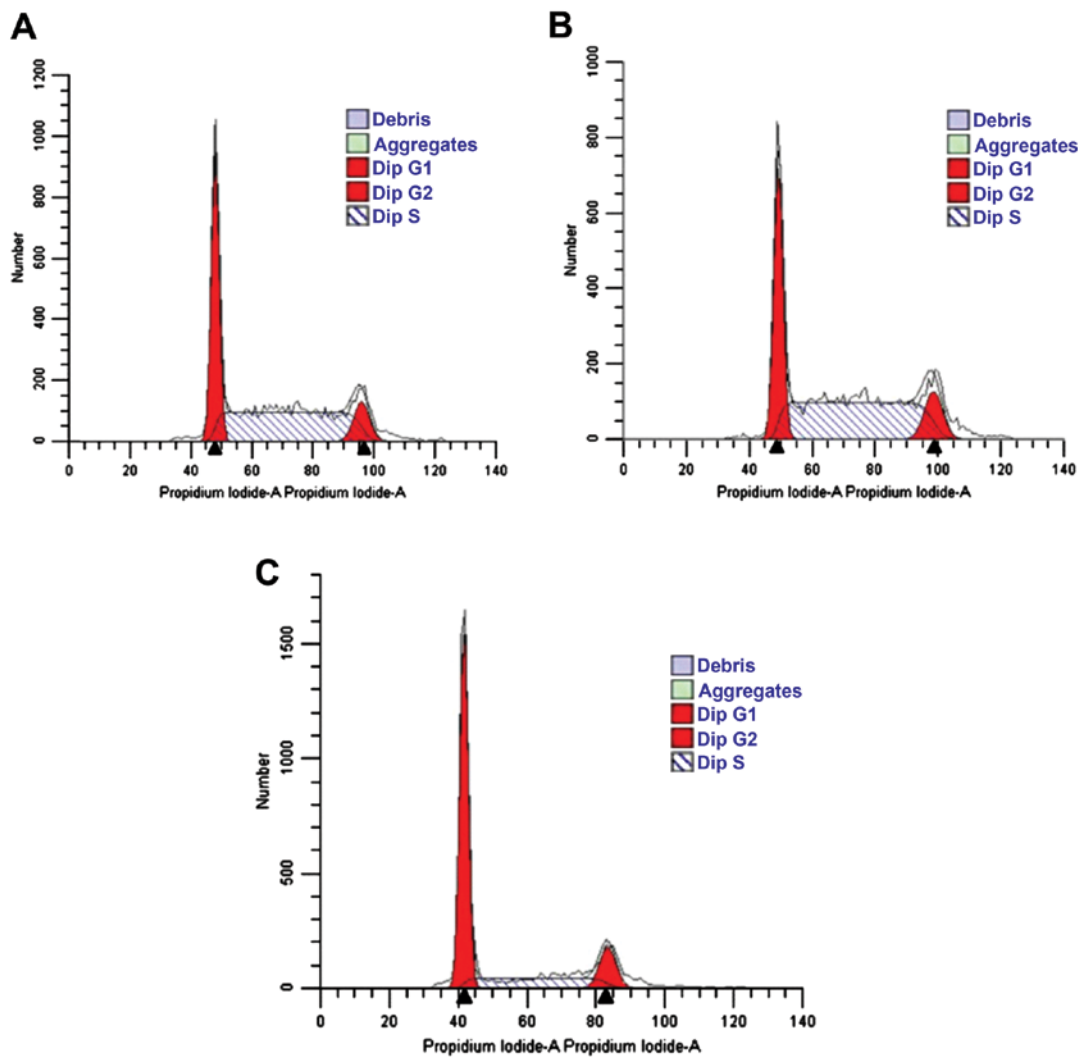 A
1200
1000
800
600
400
200
0
Number
Debris
Aggregates
Dip G1
Dip G2
Dip S
0 20 40 60 80 100 120 140
Propidium Iodide-A Propidium Iodide-A
B
1000
800
600
400
200
0
Number
Debris
Aggregates
Dip G1
Dip G2
Dip S
0 20 40 60 80 100 120 140
Propidium Iodide-A Propidium Iodide-A
C
1500
1000
500
0
Number
Debris
Aggregates
Dip G1
Dip G2
Dip S
0 20 40 60 80 100 120 140
Propidium Iodide-A Propidium Iodide-A